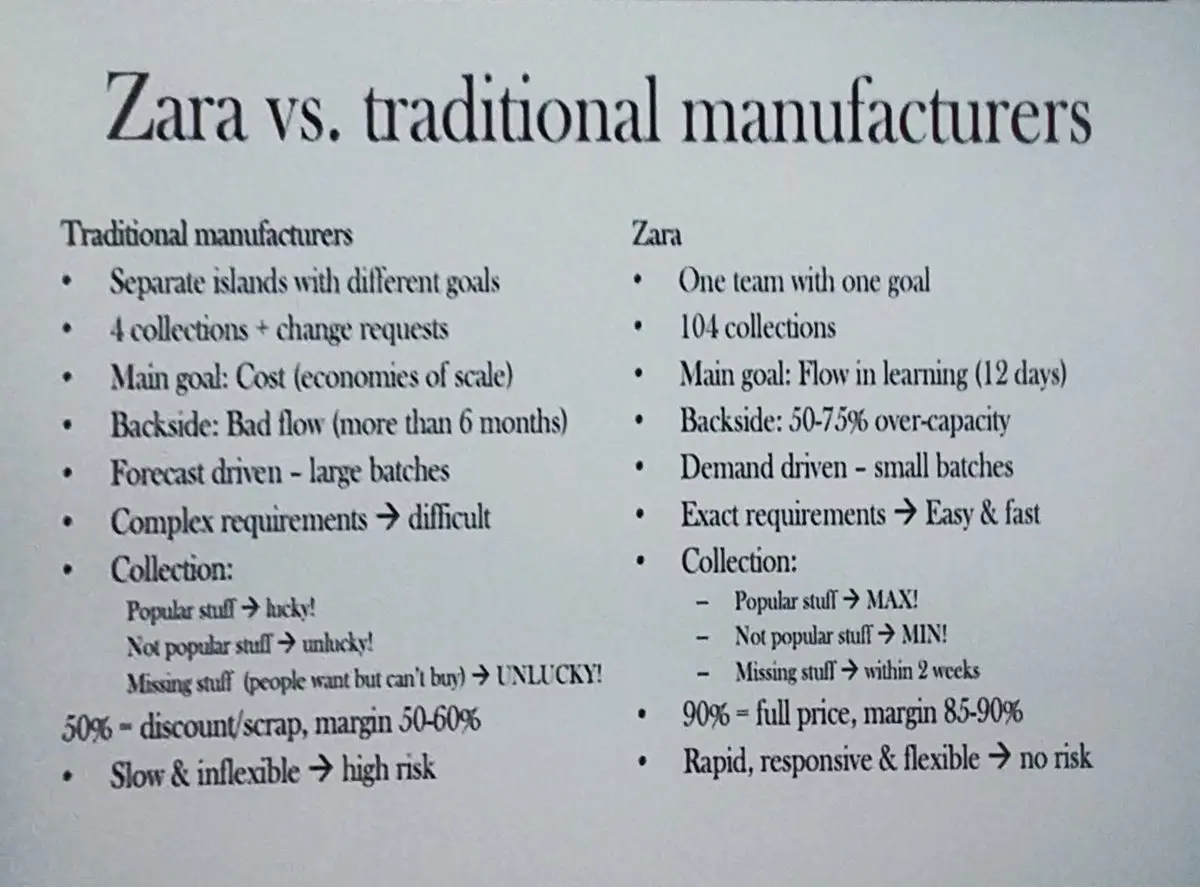 Zara vs. traditional manufacturers
Traditional manufacturers
• Separate islands with different goals
• 4 collections + change requests
• Main goal: Cost (economies of scale)
• Backside: Bad flow (more than 6 months)
• Forecast driven – large batches
• Complex requirements → difficult
• Collection:
Popular stuff → lucky!
Not popular stuff → unlucky!
Missing stuff (people want but can't buy) → UNLUCKY!
50% = discount/scrap, margin 50-60%
• Slow & inflexible → high risk
Zara
• One team with one goal
• 104 collections
• Main goal: Flow in learning (12 days)
• Backside: 50-75% over-capacity
• Demand driven – small batches
• Exact requirements → Easy & fast
• Collection:
– Popular stuff → MAX!
– Not popular stuff → MIN!
– Missing stuff → within 2 weeks
• 90% = full price, margin 85-90%
• Rapid, responsive & flexible → no risk